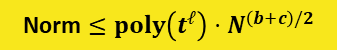 Norm ≤ poly(t^ℓ) · N^(b+c)/2